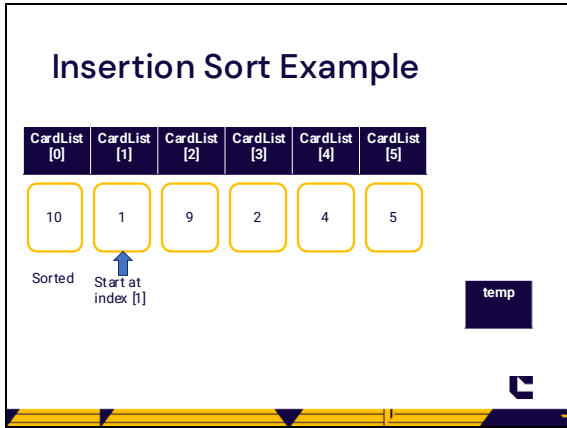 Insertion Sort Example
CardList CardList CardList CardList CardList CardList
[0] [1] [2] [3] [4] [5]
10 1 9 2 4 5
Sorted Start at
index [1]
temp